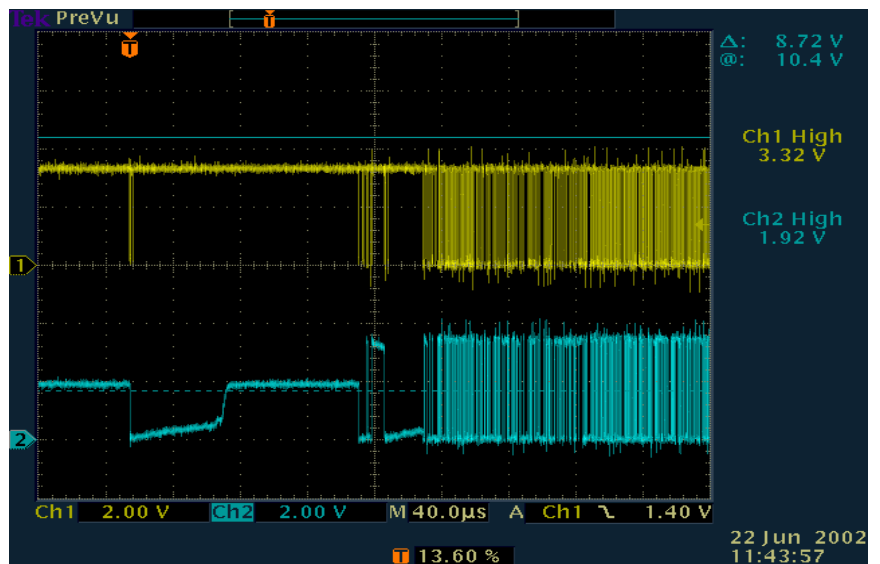 Tek PreVu
T
T
Δ: 8.72 V
@: 10.4 V
Ch1 High
3.32 V
Ch2 High
1.92 V
1
2
Ch1 2.00 V Ch2 2.00 V M 40.0µs A Ch1 1.40 V
T 13.60 %
22 Jun 2002
11:43:57